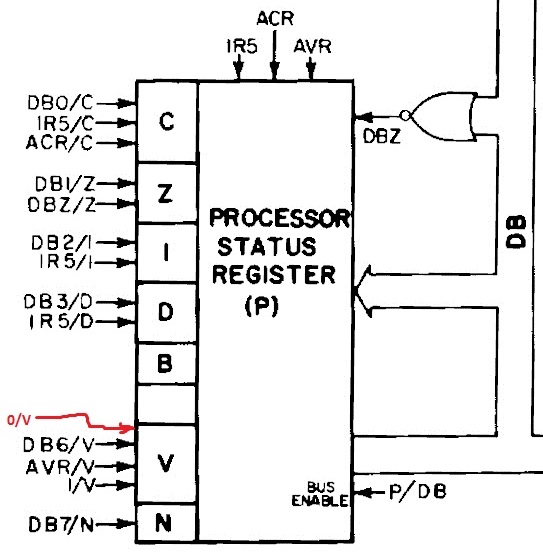 ACR
IR5
AVR
DB0/C
IR5/C
ACR/C
C
DBZ
DB1/Z
DBZ/Z
Z
PROCESSOR
STATUS
REGISTER
(P)
DB
DB2/I
IR5/I
I
DB3/D
IR5/D
D
B
0/V
DB6/V
AVR/V
I/V
V
BUS
ENABLE
P/DB
DB7/N
N